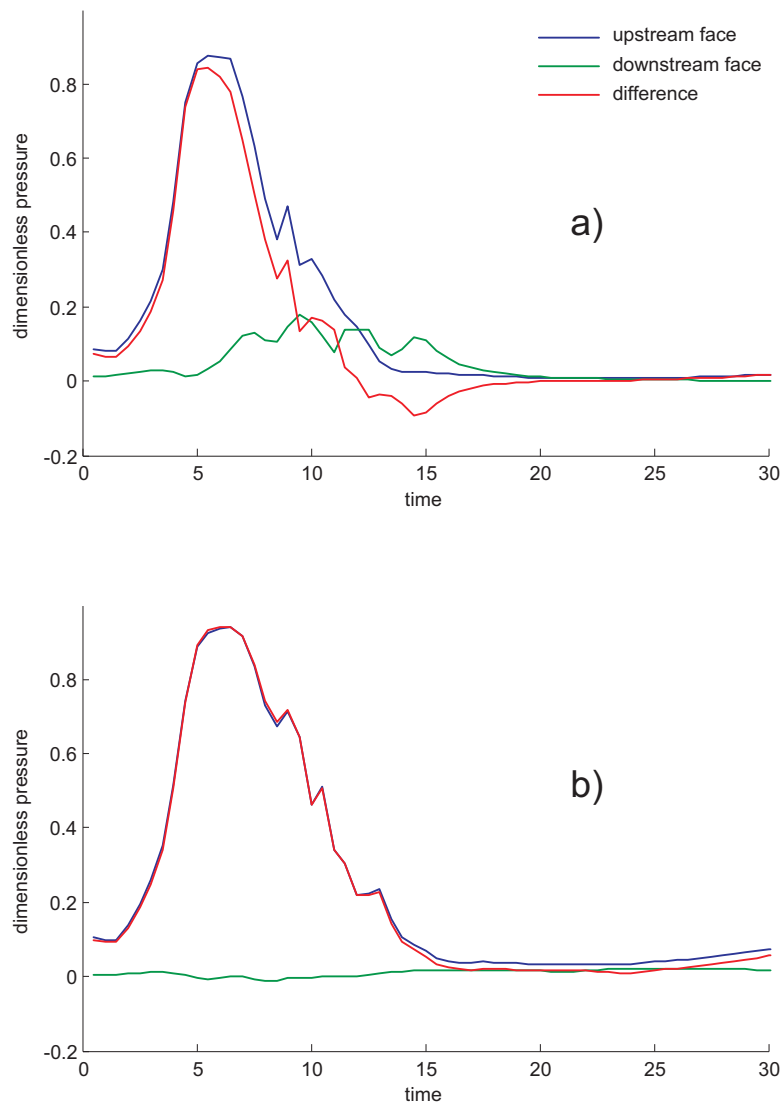 upstream face
downstream face
difference
0.8
0.6
0.4
0.2
0
-0.2
dimensionless pressure
a)
0 5 10 15 20 25 30
time
0.8
0.6
0.4
0.2
0
-0.2
dimensionless pressure
b)
0 5 10 15 20 25 30
time